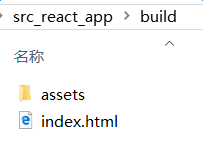 src_react_app > build
名称
assets
index.html